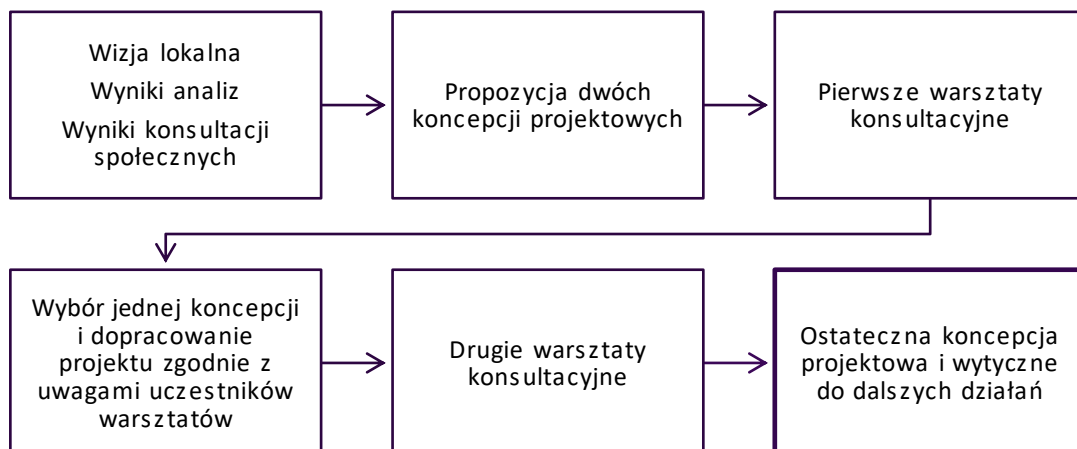 Wizja lokalna
Wyniki analiz
Wyniki konsultacji
społecznych
Propozycja dwóch
koncepcji projektowych
Pierwsze warsztaty
konsultacyjne
Wybór jednej koncepcji
i dopracowanie
projektu zgodnie z
uwagami uczestników
warsztatów
Drugie warsztaty
konsultacyjne
Ostateczna koncepcja
projektowa i wytyczne
do dalszych działań